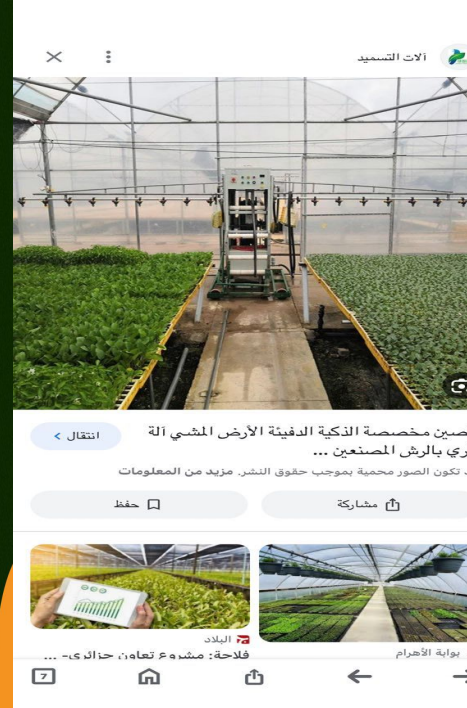 آلات التسميد
صين مخصصة الذكية الدفيئة الأرض المشي آلة
ري بالرش المصنعين ...
تكون الصور محمية بموجب حقوق النشر. مزيد من المعلومات
انتقال >
مشاركة
حفظ
البلاد
فلاحة: مشروع تعاون جزائري- ...
بوابة الأهرام
7